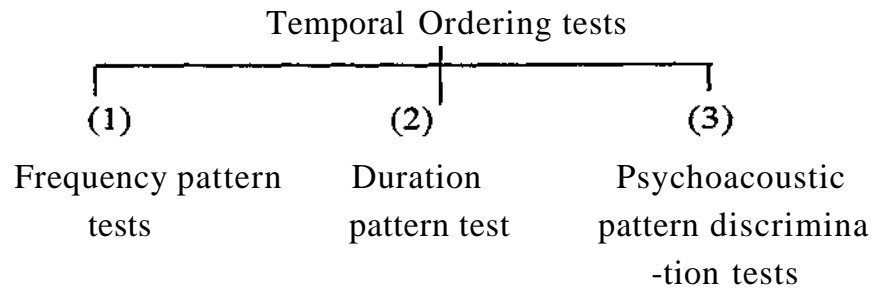 Temporal Ordering tests
(1) (2) (3)
Frequency pattern Duration Psychoacoustic
tests pattern test pattern discrimina
-tion tests